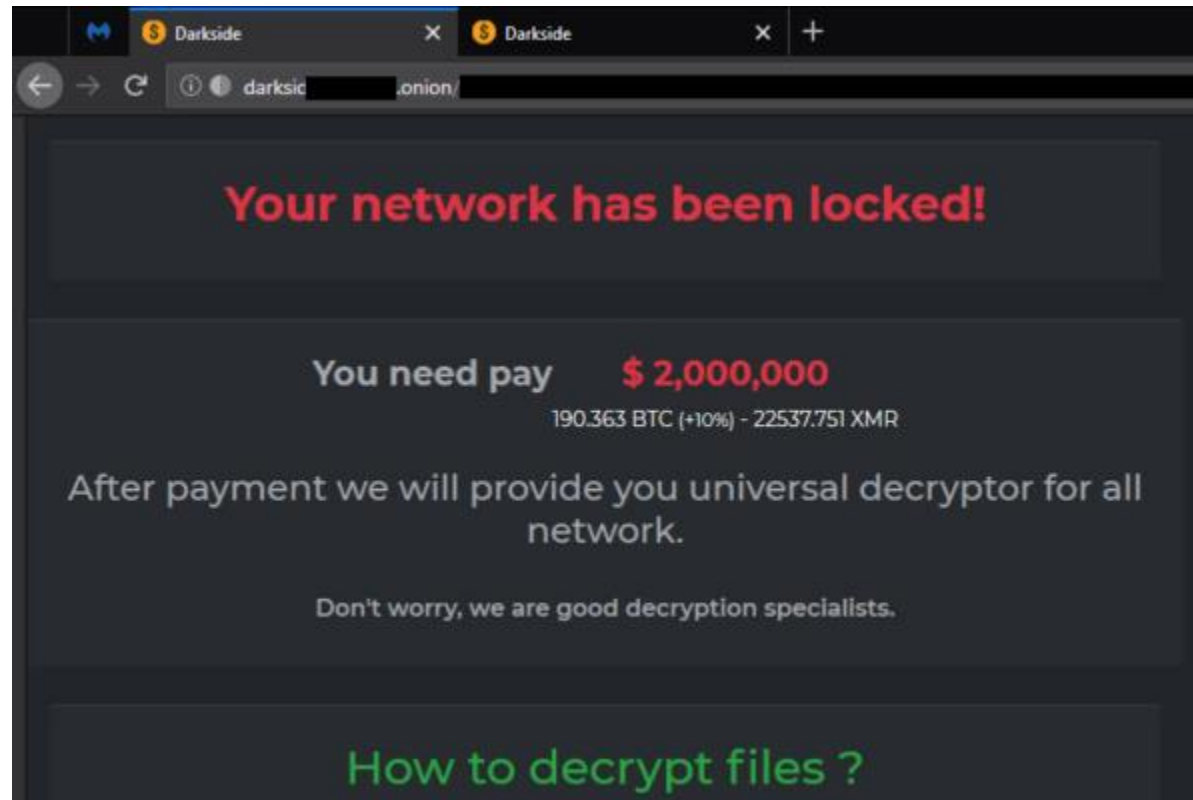 Darkside
Darkside
darksid .onion/
Your network has been locked!
You need pay $ 2,000,000
190.363 BTC (+10%) - 22537.751 XMR
After payment we will provide you universal decryptor for all
network.
Don't worry, we are good decryption specialists.
How to decrypt files ?